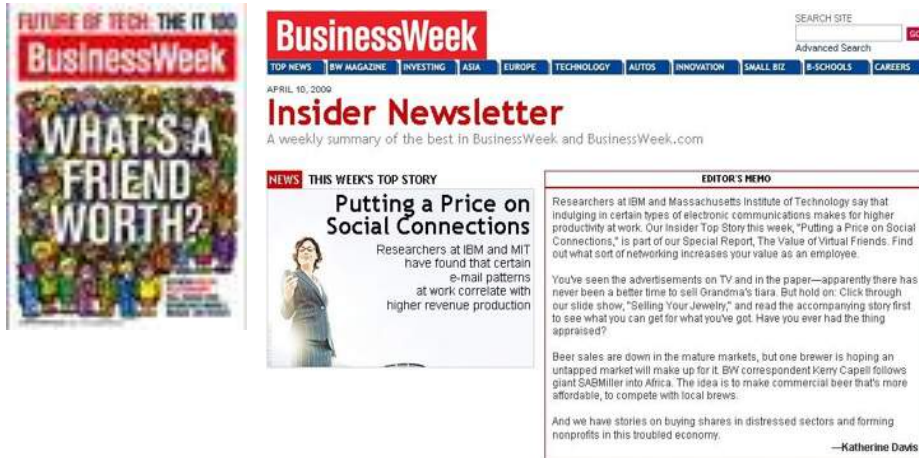 FUTURE OF TECH: THE IT 100
BusinessWeek
WHAT'S A
FRIEND
WORTH?
BusinessWeek
SEARCH SITE
GO
Advanced Search
TOP NEWS BW MAGAZINE INVESTING ASIA EUROPE TECHNOLOGY AUTOS INNOVATION SMALL BIZ B-SCHOOLS CAREERS
APRIL 10, 2009
Insider Newsletter
A weekly summary of the best in BusinessWeek and BusinessWeek.com
NEWS THIS WEEK'S TOP STORY
Putting a Price on
Social Connections
Researchers at IBM and MIT
have found that certain
e-mail patterns
at work correlate with
higher revenue production
EDITOR'S MEMO
Researchers at IBM and Massachusetts Institute of Technology say that
indulging in certain types of electronic communications makes for higher
productivity at work. Our Insider Top Story this week, "Putting a Price on Social
Connections," is part of our Special Report, The Value of Virtual Friends. Find
out what sort of networking increases your value as an employee.
You've seen the advertisements on TV and in the paper—apparently there has
never been a better time to sell Grandma's tiara. But hold on: Click through
our slide show, "Selling Your Jewelry," and read the accompanying story first
to see what you can get for what you've got. Have you ever had the thing
appraised?
Beer sales are down in the mature markets, but one brewer is hoping an
untapped market will make up for it. BW correspondent Kerry Capell follows
giant SABMiller into Africa. The idea is to make commercial beer that's more
affordable, to compete with local brews.
And we have stories on buying shares in distressed sectors and forming
nonprofits in this troubled economy.
—Katherine Davis